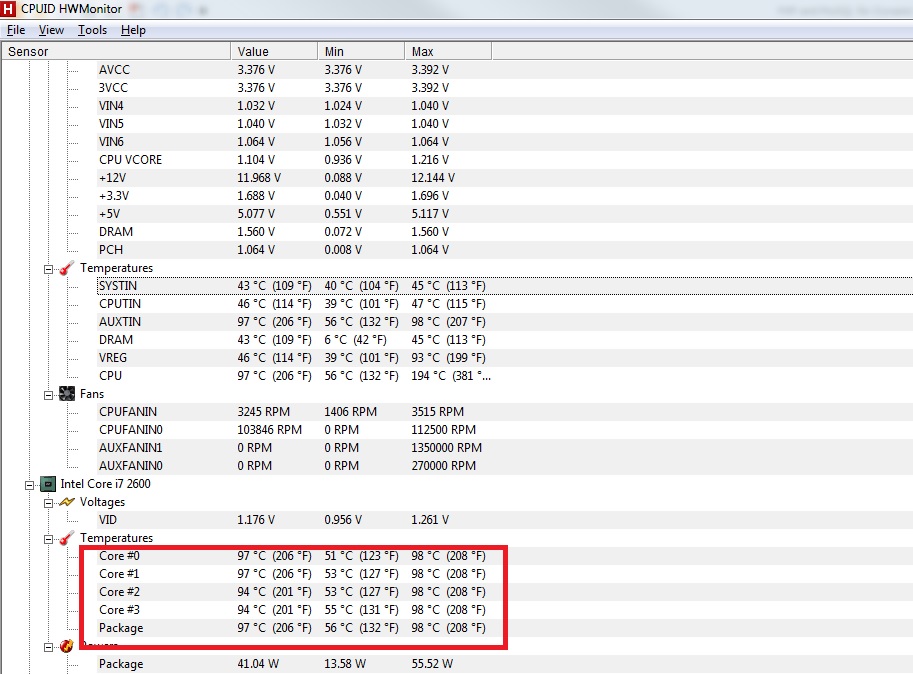 CPUID HWMonitor
File View Tools Help
Sensor Value Min Max
AVCC 3.376 V 3.376 V 3.392 V
3VCC 3.376 V 3.376 V 3.392 V
VIN4 1.032 V 1.024 V 1.040 V
VIN5 1.040 V 1.032 V 1.040 V
VIN6 1.064 V 1.056 V 1.064 V
CPU VCORE 1.104 V 0.936 V 1.216 V
+12V 11.968 V 0.088 V 12.144 V
+3.3V 1.688 V 0.040 V 1.696 V
+5V 5.077 V 0.551 V 5.117 V
DRAM 1.560 V 0.072 V 1.560 V
PCH 1.064 V 0.008 V 1.064 V
Temperatures
SYSTIN 43 °C (109 °F) 40 °C (104 °F) 45 °C (113 °F)
CPUTIN 46 °C (114 °F) 39 °C (101 °F) 47 °C (115 °F)
AUXTIN 97 °C (206 °F) 56 °C (132 °F) 98 °C (207 °F)
DRAM 43 °C (109 °F) 6 °C (42 °F) 45 °C (113 °F)
VREG 46 °C (114 °F) 39 °C (101 °F) 93 °C (199 °F)
CPU 97 °C (206 °F) 56 °C (132 °F) 194 °C (381 °...
Fans
CPUFANIN 3245 RPM 1406 RPM 3515 RPM
CPUFANIN0 103846 RPM 0 RPM 112500 RPM
AUXFANIN1 0 RPM 0 RPM 1350000 RPM
AUXFANIN0 0 RPM 0 RPM 270000 RPM
Intel Core i7 2600
Voltages
VID 1.176 V 0.956 V 1.261 V
Temperatures
Core #0 97 °C (206 °F) 51 °C (123 °F) 98 °C (208 °F)
Core #1 97 °C (206 °F) 53 °C (127 °F) 98 °C (208 °F)
Core #2 94 °C (201 °F) 53 °C (127 °F) 98 °C (208 °F)
Core #3 94 °C (201 °F) 55 °C (131 °F) 98 °C (208 °F)
Package 97 °C (206 °F) 56 °C (132 °F) 98 °C (208 °F)
Package 41.04 W 13.58 W 55.52 W